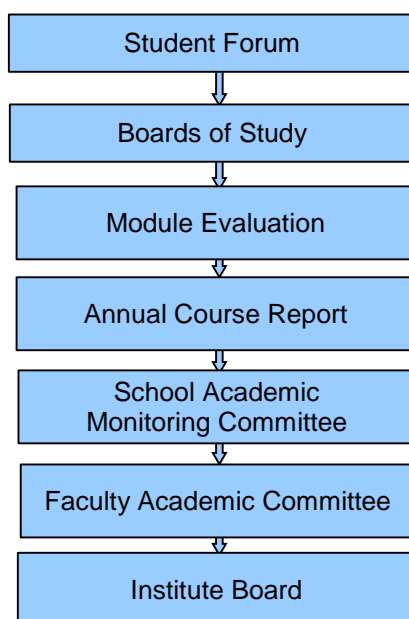 Student Forum
Boards of Study
Module Evaluation
Annual Course Report
School Academic
Monitoring Committee
Faculty Academic Committee
Institute Board